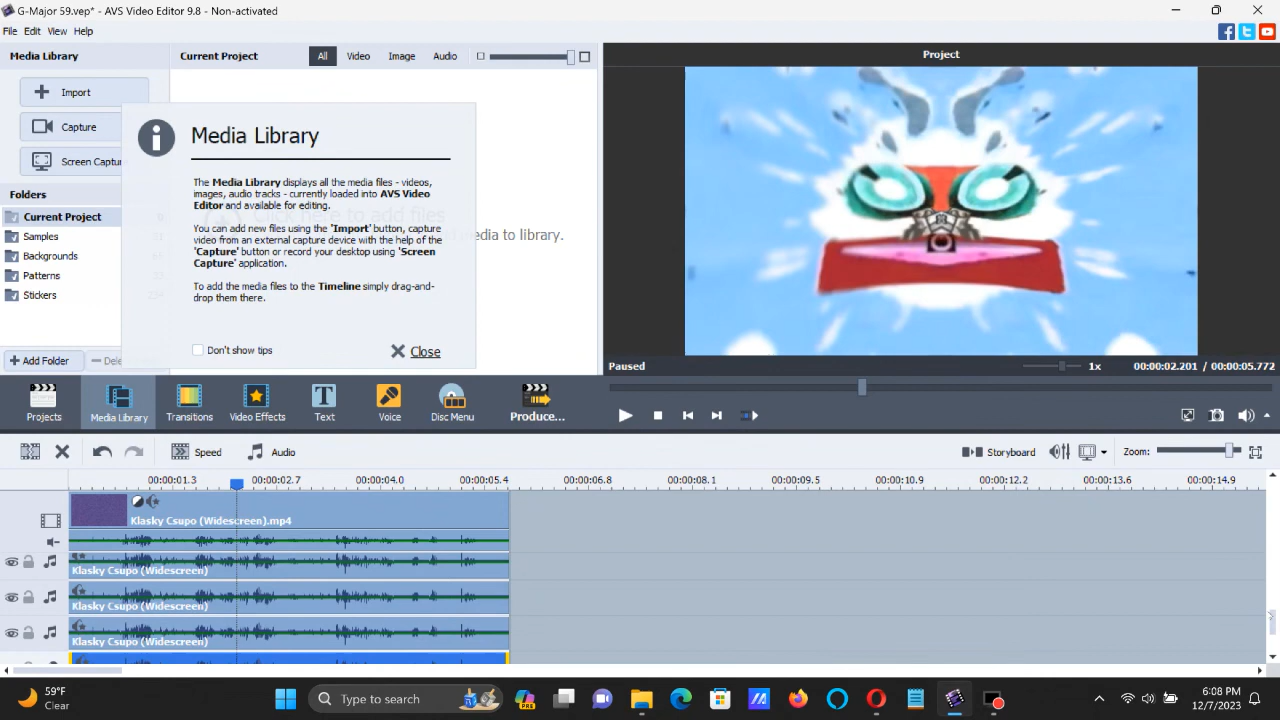 G-Major 59.vep* - AVS Video Editor 9.8 - Non-activated
File Edit View Help
Media Library
Current Project
All Video Image Audio
Project
Import
Capture
Screen Captu
Folders
Current Project
Samples
Backgrounds
Patterns
Stickers
Add Folder
Dele
Media Library
The Media Library displays all the media files - videos,
images, audio tracks - currently loaded into AVS Video
Editor and available for editing.
Click here to add files
You can add new files using the 'Import' button, capture
video from an external capture device with the help of the
'Capture' button or record your desktop using 'Screen
Capture' application.
media to library.
To add the media files to the Timeline simply drag-and-
drop them there.
Don't show tips
Close
Paused
1x
00:00:02.201 / 00:00:05.772
Projects
Media Library
Transitions
Video Effects
Text
Voice
Disc Menu
Produce...
Speed
Audio
Storyboard
Zoom:
00:00:01.3 00:00:02.7 00:00:04.0 00:00:05.4 00:00:06.8 00:00:08.1 00:00:09.5 00:00:10.9 00:00:12.2 00:00:13.6 00:00:14.9
Klasky Csupo (Widescreen).mp4
Klasky Csupo (Widescreen)
Klasky Csupo (Widescreen)
Klasky Csupo (Widescreen)
59°F
Clear
Type to search
PRE
6:08 PM
12/7/2023